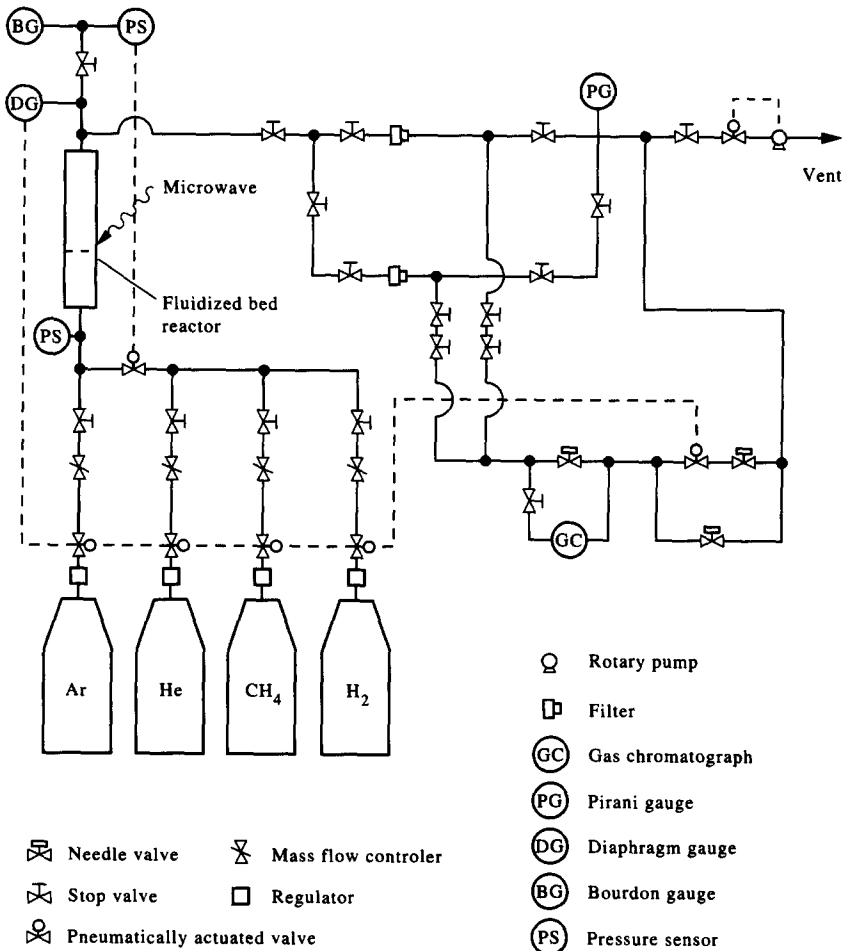 BG
PS
DG
PG
Vent
Microwave
Fluidized bed
reactor
PS
GC
Ar
He
CH₄
H₂
Rotary pump
Filter
GC Gas chromatograph
PG Pirani gauge
DG Diaphragm gauge
BG Bourdon gauge
PS Pressure sensor
Needle valve
Stop valve
Pneumatically actuated valve
Mass flow controler
Regulator